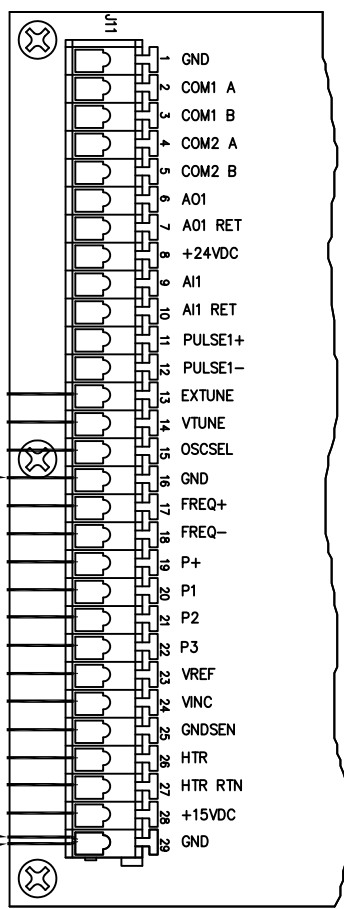 J11
1 GND
2 COM1 A
3 COM1 B
4 COM2 A
5 COM2 B
6 AO1
7 AO1 RET
8 +24VDC
9 AI1
10 AI1 RET
11 PULSE1+
12 PULSE1-
13 EXTUNE
14 VTUNE
15 OSCSEL
16 GND
17 FREQ+
18 FREQ-
19 P+
20 P1
21 P2
22 P3
23 VREF
24 VINC
25 GNDSEN
26 HTR
27 HTR RTN
28 +15VDC
29 GND